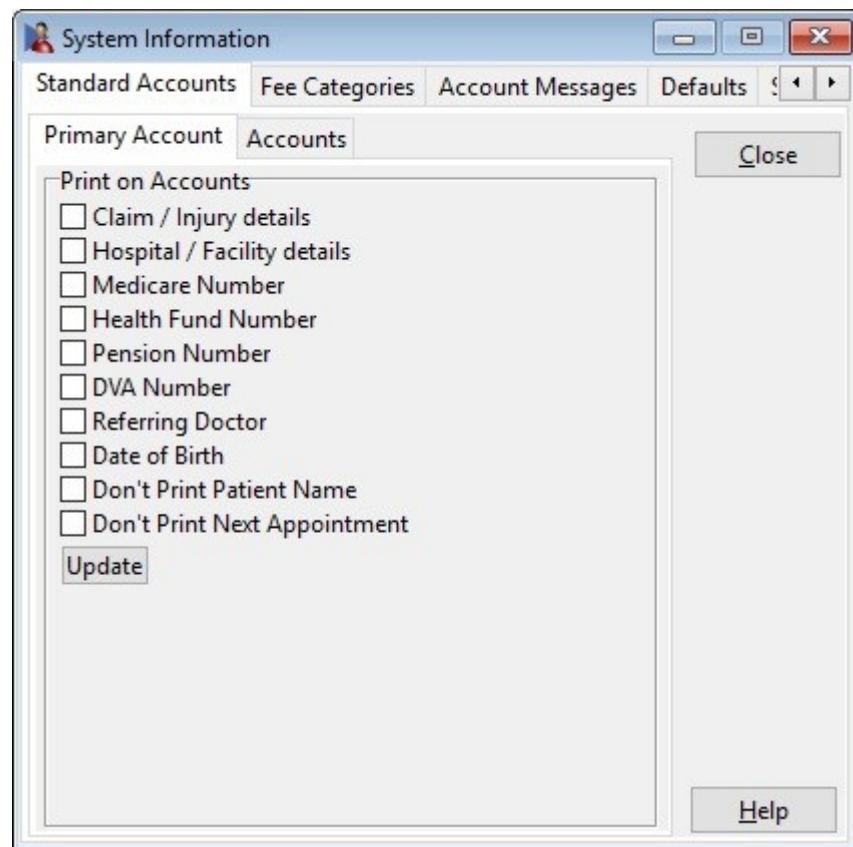 System Information
Standard Accounts Fee Categories Account Messages Defaults
Primary Account Accounts
Close
Print on Accounts
Claim / Injury details
Hospital / Facility details
Medicare Number
Health Fund Number
Pension Number
DVA Number
Referring Doctor
Date of Birth
Don't Print Patient Name
Don't Print Next Appointment
Update
Help